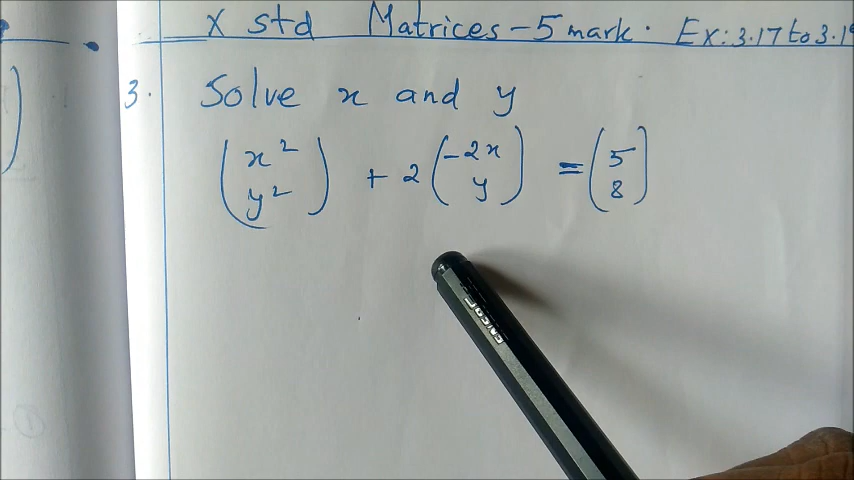 X std Matrices - 5 mark. Ex: 3.17 to 3.1
3. Solve x and y
(x² y²) + 2 (-2x y) = (5 8)